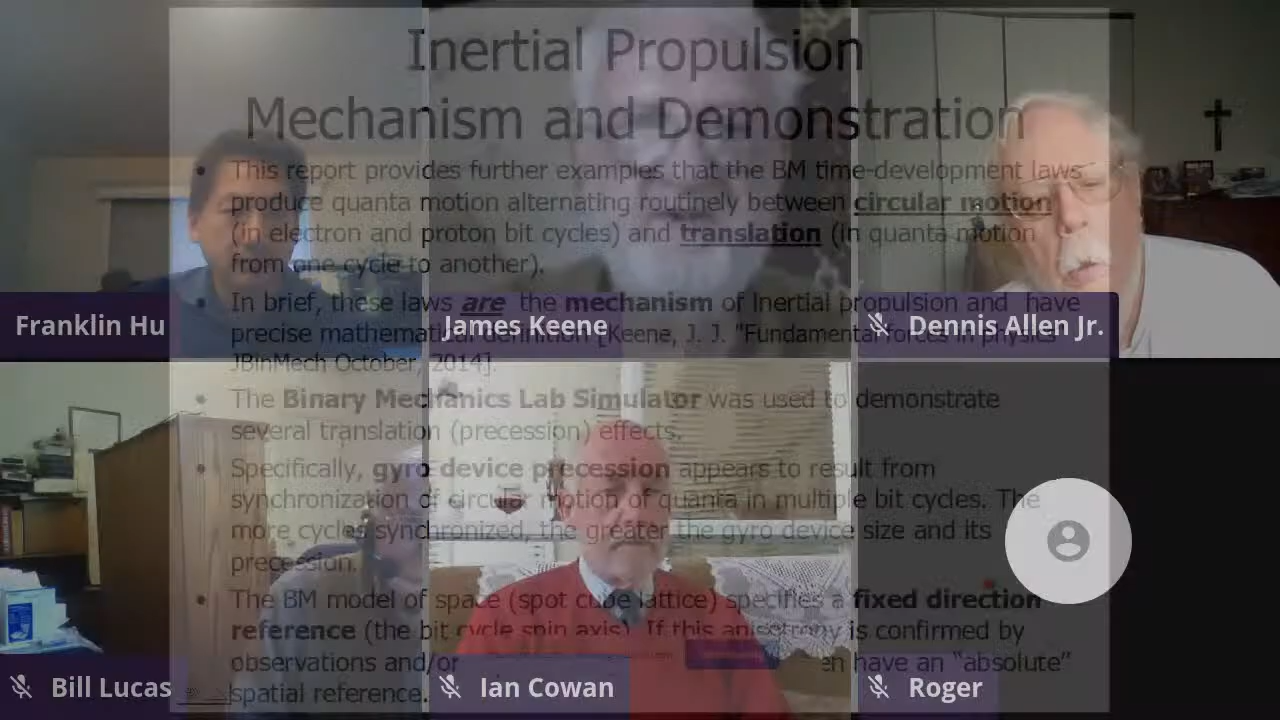 Inertial Propulsion
Mechanism and Demonstration
• This report provides further examples that the BM time-development laws
produce quanta motion alternating routinely between circular motion
(in electron and proton bit cycles) and translation (in quanta motion
from one cycle to another).
• In brief, these laws are the mechanism of Inertial propulsion and have
precise mathematical definition [Keene, J. J. "Fundamental forces in physics"
JBinMech October, 2014].
Franklin Hu
James Keene
Dennis Allen Jr.
• The Binary Mechanics Lab Simulator was used to demonstrate
several translation (precession) effects.
• Specifically, gyro device precession appears to result from
synchronization of circular motion of quanta in multiple bit cycles. The
more cycles synchronized, the greater the gyro device size and its
precession.
• The BM model of space (spot cube lattice) specifies a fixed direction
reference (the bit cycle spin axis). If this anisotropy is confirmed by
observations and/or en have an "absolute"
spatial reference.
Bill Lucas
Ian Cowan
Roger